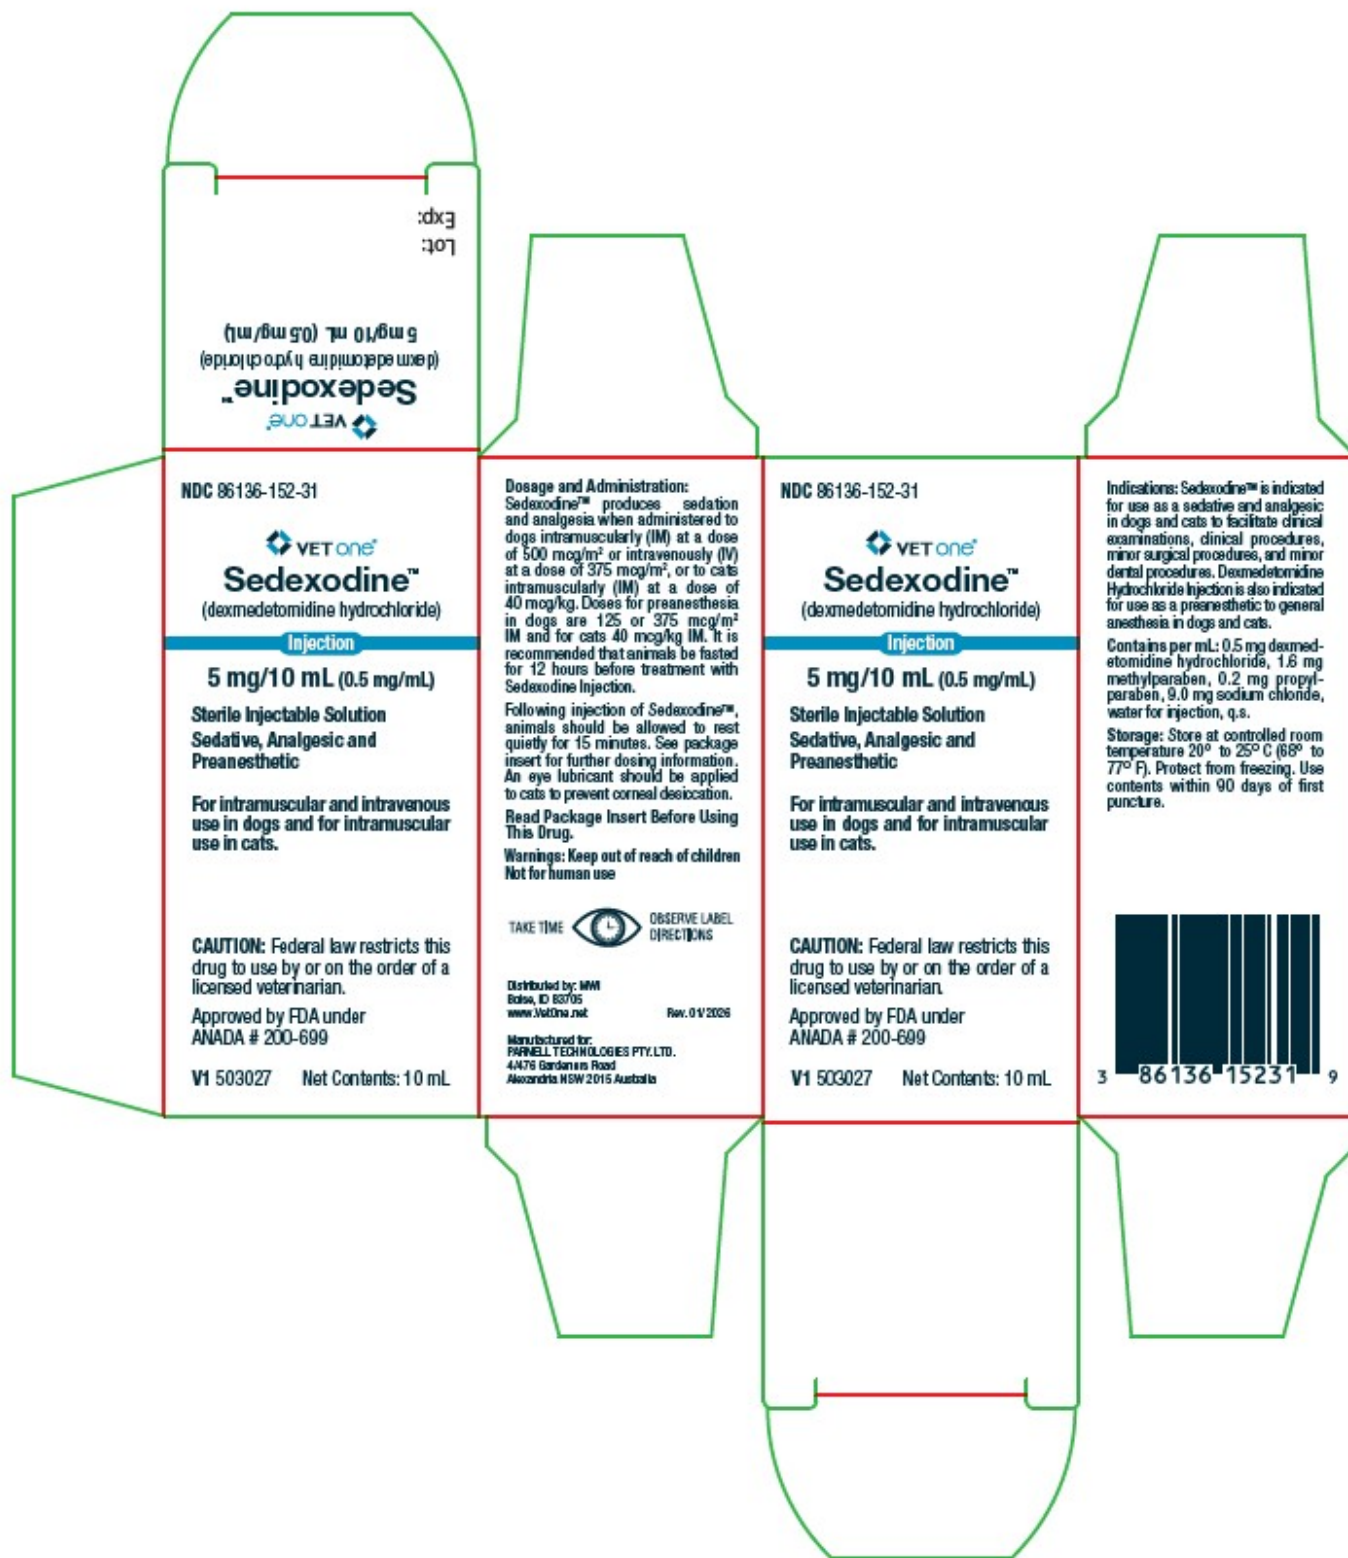 Exp:
Lot:
5 mg/10 mL (0.5 mg/mL)
(dexmedetomidine hydrochloride)
Sedexodine™
VET one®
NDC 86136-152-31
VET one®
Sedexodine™
(dexmedetomidine hydrochloride)
Injection
5 mg/10 mL (0.5 mg/mL)
Sterile Injectable Solution
Sedative, Analgesic and
Preanesthetic
For intramuscular and intravenous
use in dogs and for intramuscular
use in cats.
CAUTION: Federal law restricts this
drug to use by or on the order of a
licensed veterinarian.
Approved by FDA under
ANADA # 200-699
V1 503027 Net Contents: 10 mL
Dosage and Administration:
Sedexodine™ produces sedation
and analgesia when administered to
dogs intramuscularly (IM) at a dose
of 500 mcg/m² or intravenously (IV)
at a dose of 375 mcg/m², or to cats
intramuscularly (IM) at a dose of
40 mcg/kg. Doses for preanesthesia
in dogs are 125 or 375 mcg/m²
IM and for cats 40 mcg/kg IM. It is
recommended that animals be fasted
for 12 hours before treatment with
Sedexodine Injection.
Following injection of Sedexodine™,
animals should be allowed to rest
quietly for 15 minutes. See package
insert for further dosing information.
An eye lubricant should be applied
to cats to prevent corneal desiccation.
Read Package Insert Before Using
This Drug.
Warnings: Keep out of reach of children
Not for human use
TAKE TIME OBSERVE LABEL
DIRECTIONS
Distributed by: MWI
Boise, ID 83705
www.VetOne.net Rev. 01/2026
Manufactured for:
PARNELL TECHNOLOGIES PTY. LTD.
4/476 Gardeners Road
Alexandria NSW 2015 Australia
NDC 86136-152-31
VET one®
Sedexodine™
(dexmedetomidine hydrochloride)
Injection
5 mg/10 mL (0.5 mg/mL)
Sterile Injectable Solution
Sedative, Analgesic and
Preanesthetic
For intramuscular and intravenous
use in dogs and for intramuscular
use in cats.
CAUTION: Federal law restricts this
drug to use by or on the order of a
licensed veterinarian.
Approved by FDA under
ANADA # 200-699
V1 503027 Net Contents: 10 mL
Indications: Sedexodine™ is indicated
for use as a sedative and analgesic
in dogs and cats to facilitate clinical
examinations, clinical procedures,
minor surgical procedures, and minor
dental procedures. Dexmedetomidine
Hydrochloride Injection is also indicated
for use as a preanesthetic to general
anesthesia in dogs and cats.
Contains per mL: 0.5 mg dexmed-
etomidine hydrochloride, 1.6 mg
methylparaben, 0.2 mg propyl-
paraben, 9.0 mg sodium chloride,
water for injection, q.s.
Storage: Store at controlled room
temperature 20º to 25º C (68º to
77º F). Protect from freezing. Use
contents within 90 days of first
puncture.
3 86136 15231 9